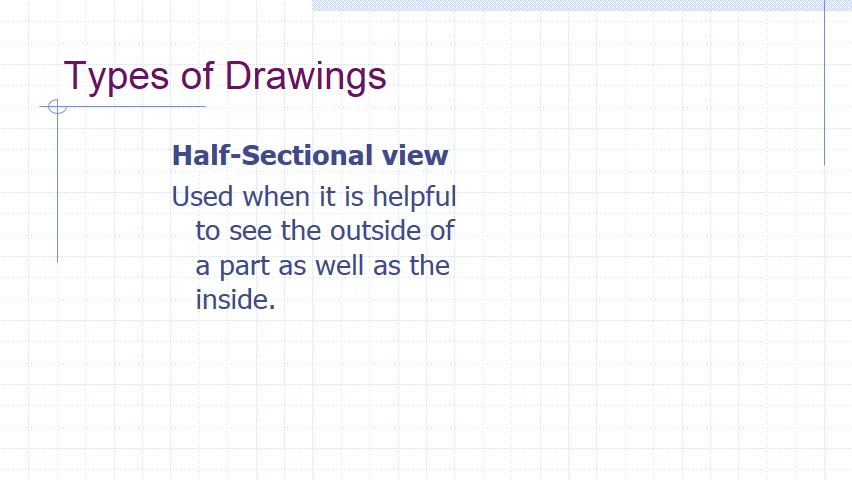 Types of Drawings
Half-Sectional view
Used when it is helpful
to see the outside of
a part as well as the
inside.